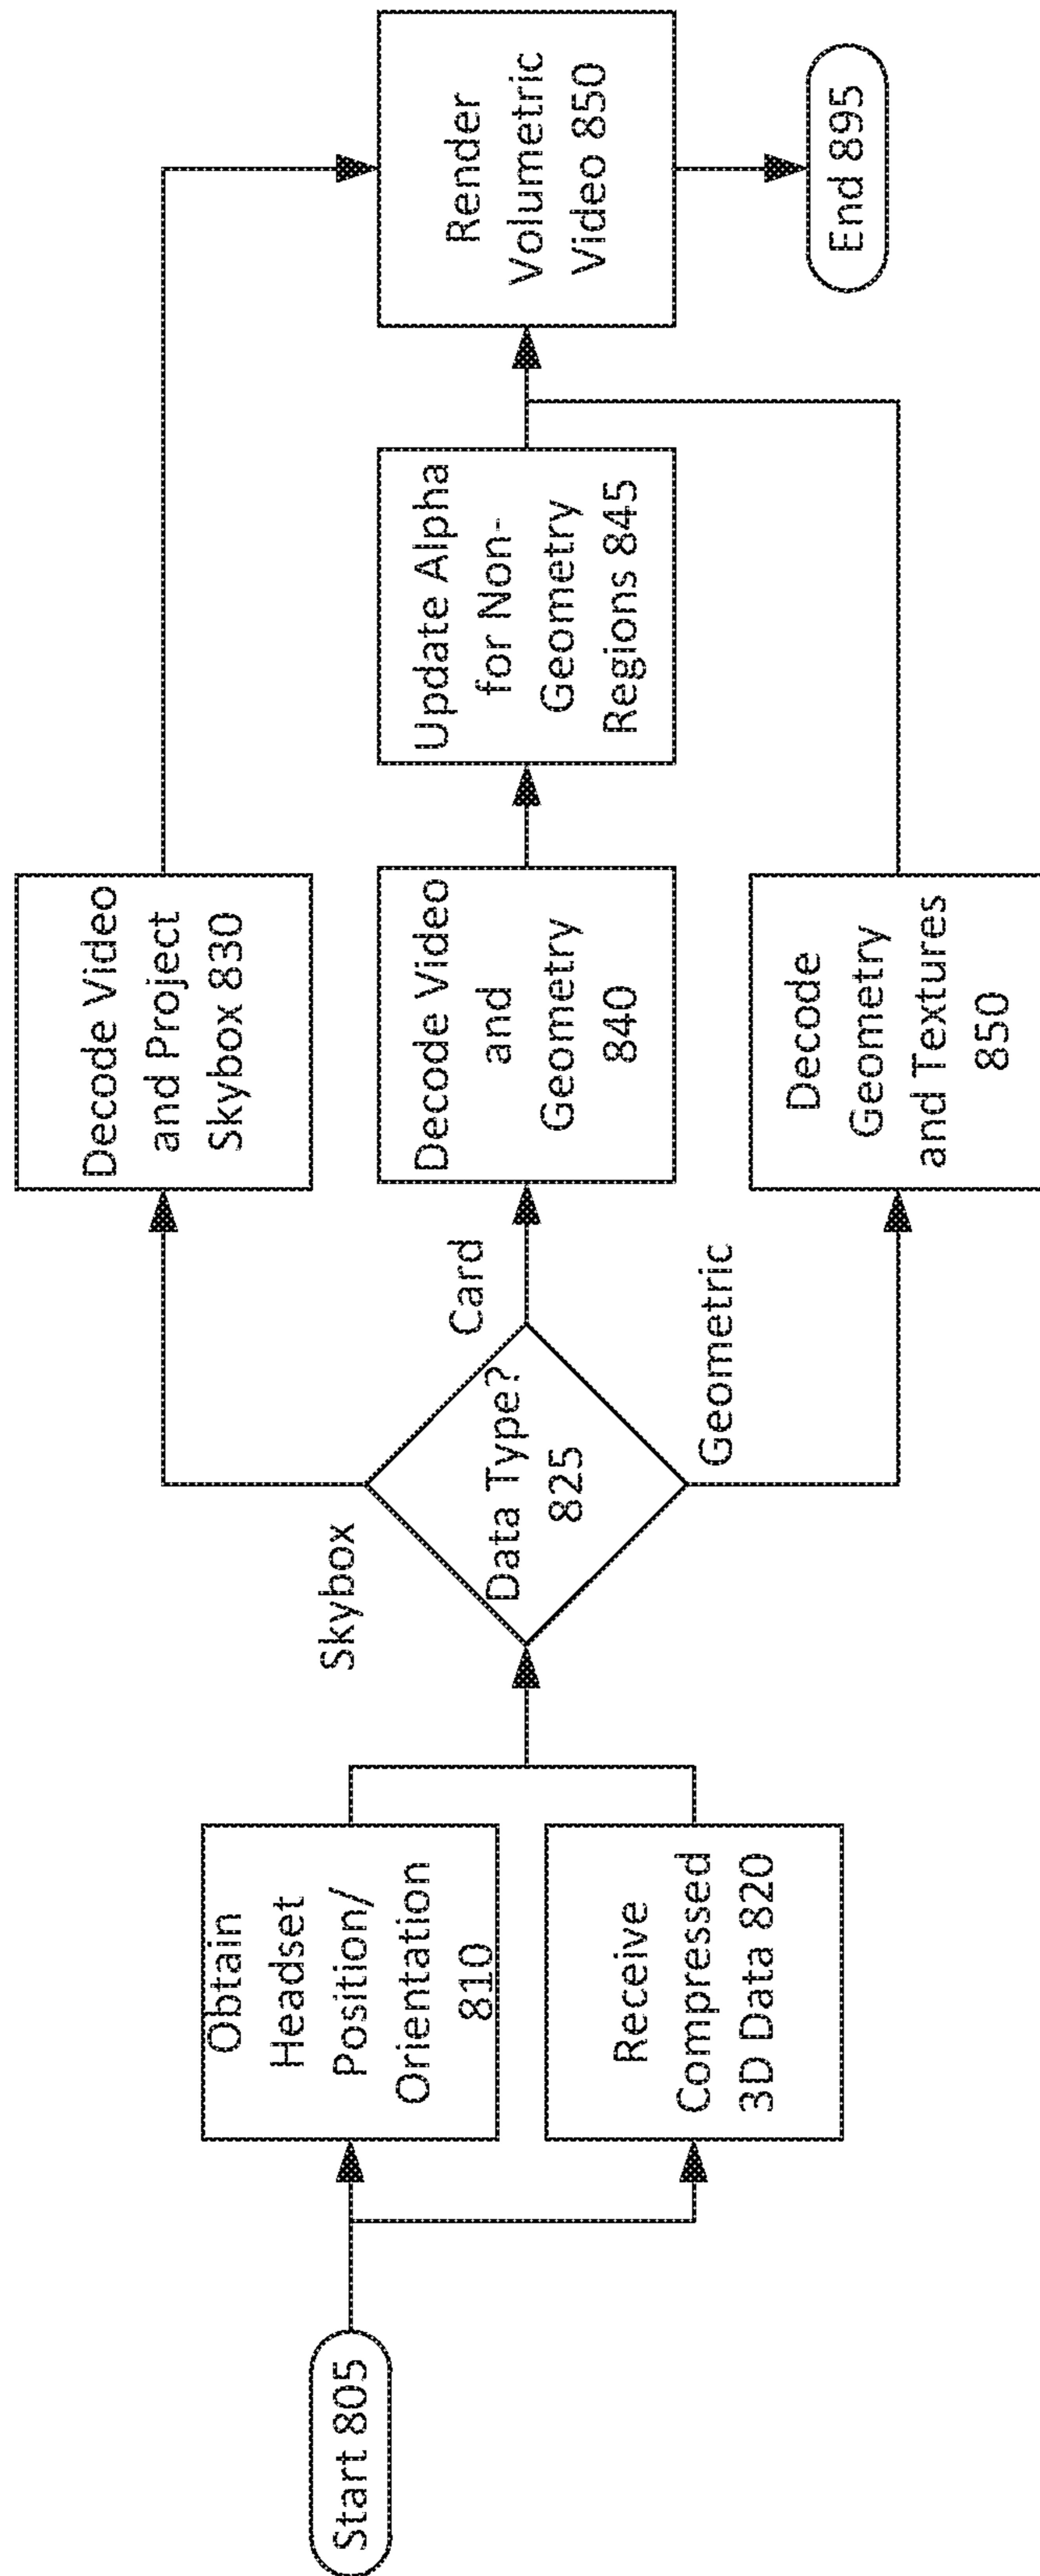 Start 805
Obtain
Headset
Position/
Orientation
810
Receive
Compressed
3D Data 820
Data Type?
825
Skybox
Card
Geometric
Decode Video
and Project
Skybox 830
Decode Video
and
Geometry
840
Decode
Geometry
and Textures
850
Update Alpha
for Non-
Geometry
Regions 845
Render
Volumetric
Video 850
End 895